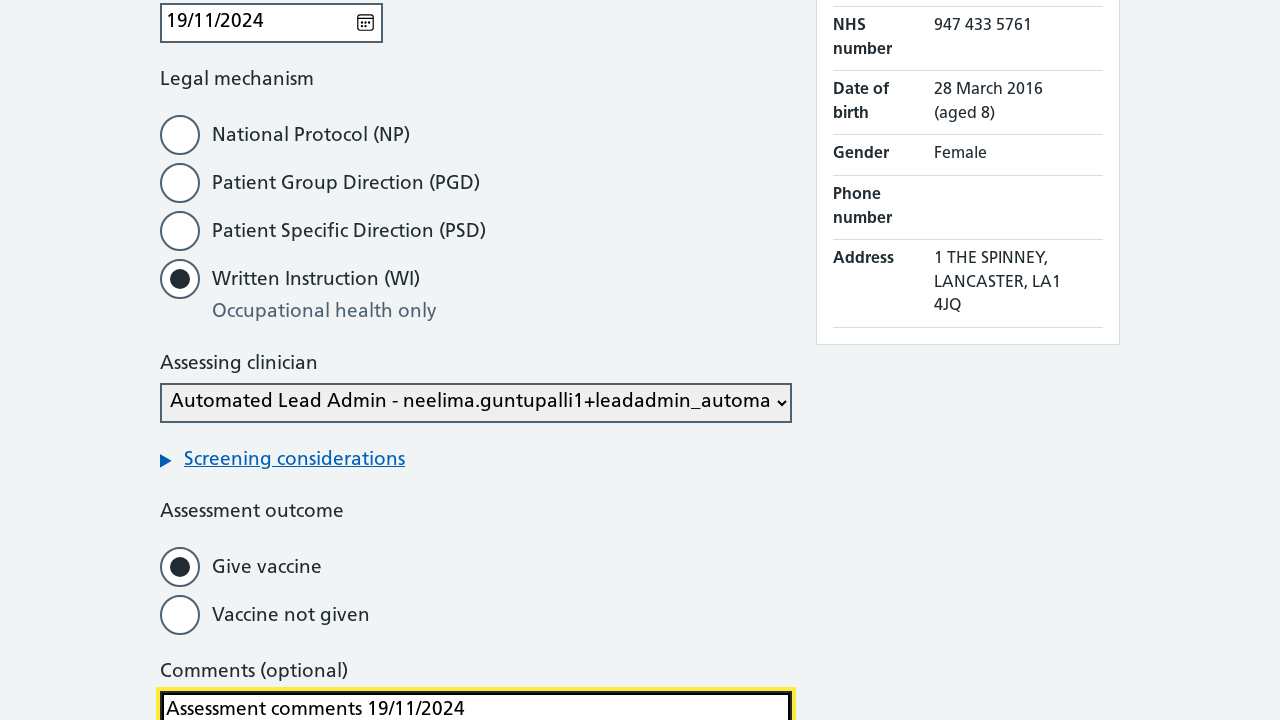 19/11/2024
Legal mechanism
National Protocol (NP)
Patient Group Direction (PGD)
Patient Specific Direction (PSD)
Written Instruction (WI)
Occupational health only
Assessing clinician
Automated Lead Admin - neelima.guntupalli1+leadadmin_automa
Screening considerations
Assessment outcome
Give vaccine
Vaccine not given
Comments (optional)
Assessment comments 19/11/2024
NHS number 947 433 5761
Date of birth 28 March 2016 (aged 8)
Gender Female
Phone number
Address 1 THE SPINNEY,
LANCASTER, LA1
4JQ